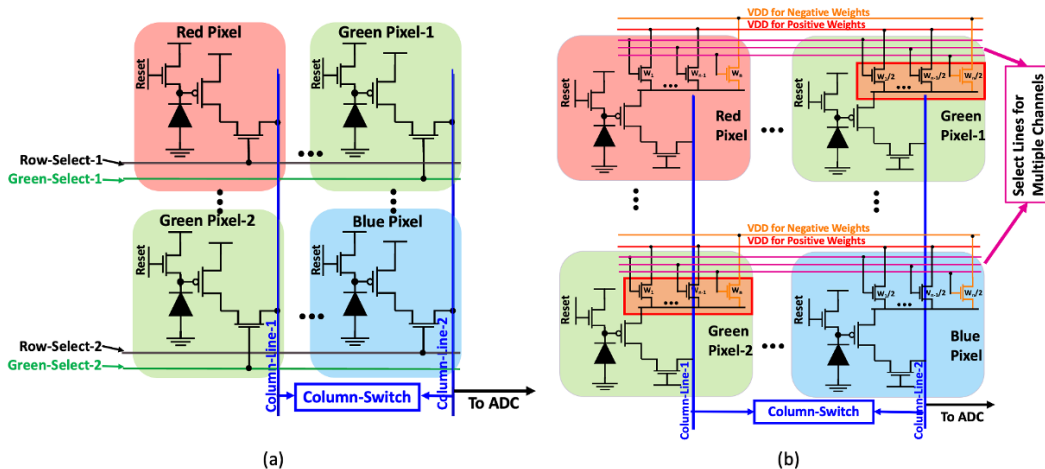 Red Pixel
Green Pixel-1
Reset
Reset
Row-Select-1
Green-Select-1
Green Pixel-2
Blue Pixel
Reset
Reset
Row-Select-2
Green-Select-2
Column-Line-1
Column-Line-2
Column-Switch
To ADC
(a)
VDD for Negative Weights
VDD for Positive Weights
W₁
Wₙ₋₁
Wₙ
W₁/2
Wₙ₋₁/2
Wₙ/2
Reset
Red
Pixel
Reset
Green
Pixel-1
Select Lines for
Multiple Channels
VDD for Negative Weights
VDD for Positive Weights
W₁
Wₙ₋₁
Wₙ
W₁/2
Wₙ₋₁/2
Wₙ/2
Reset
Green
Pixel-2
Reset
Blue
Pixel
Column-Line-1
Column-Line-2
Column-Switch
To ADC
(b)